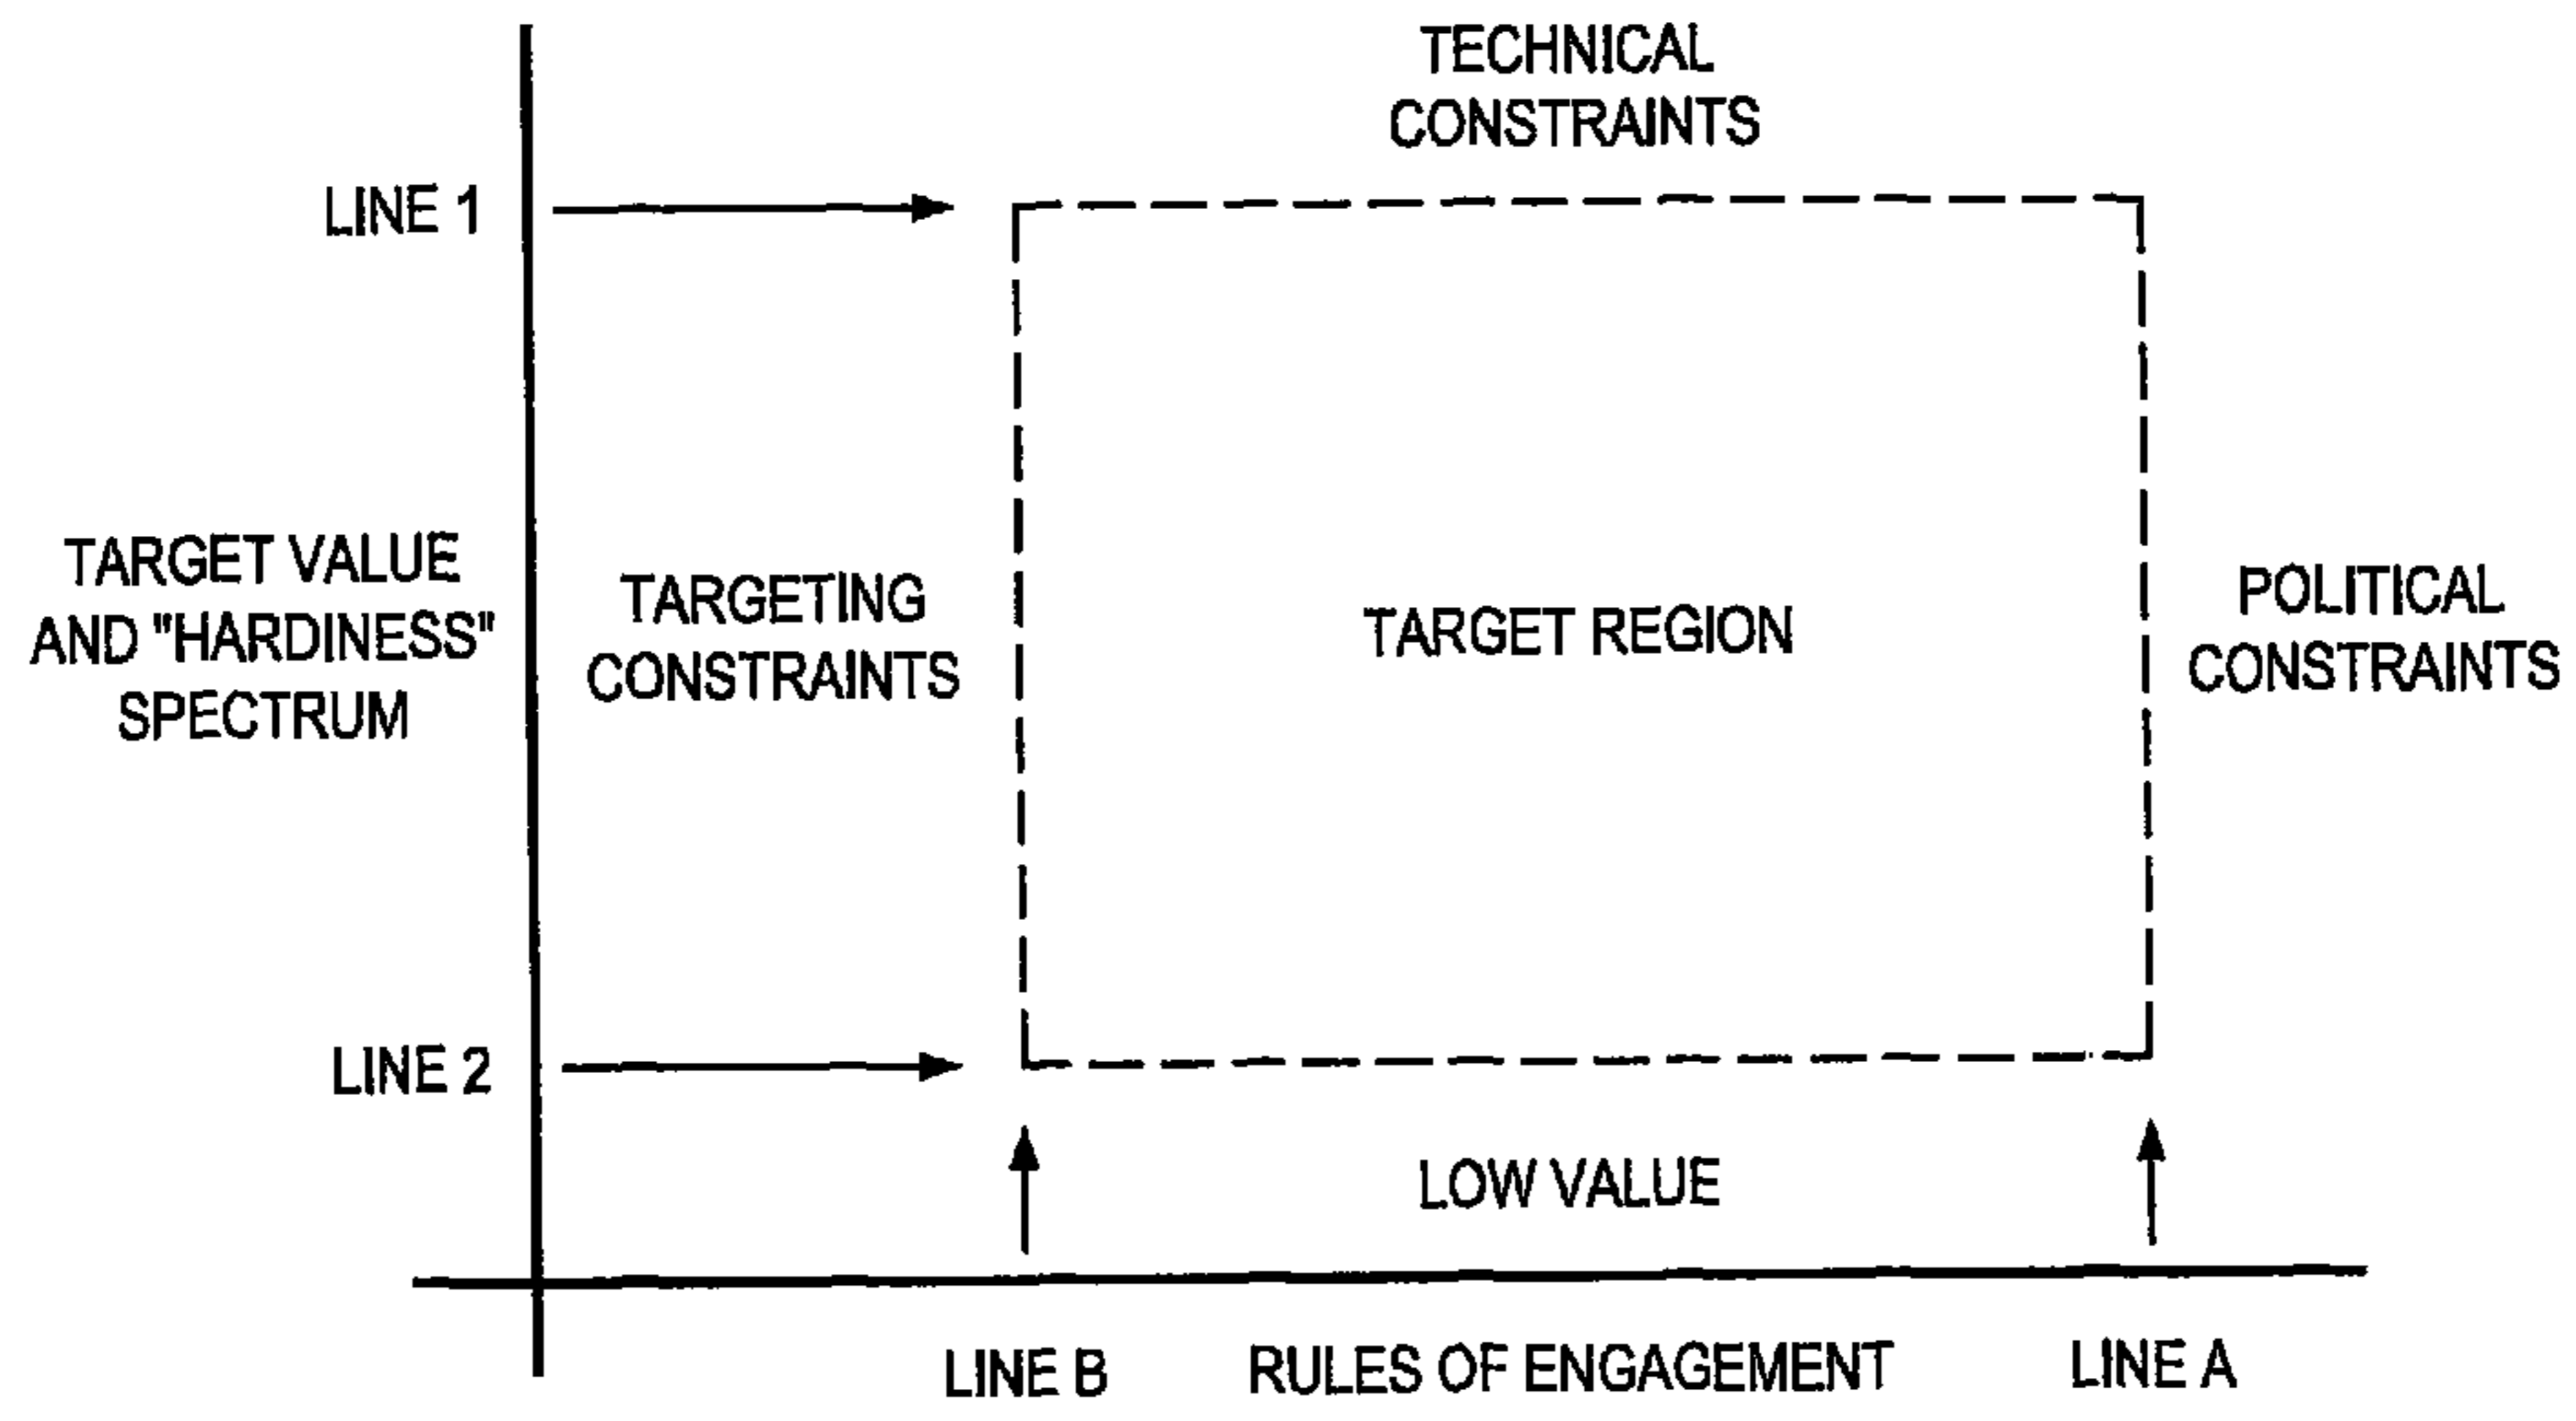 TECHNICAL
CONSTRAINTS
LINE 1
TARGET VALUE
AND "HARDINESS"
SPECTRUM
TARGETING
CONSTRAINTS
TARGET REGION
POLITICAL
CONSTRAINTS
LINE 2
LOW VALUE
LINE B
RULES OF ENGAGEMENT
LINE A